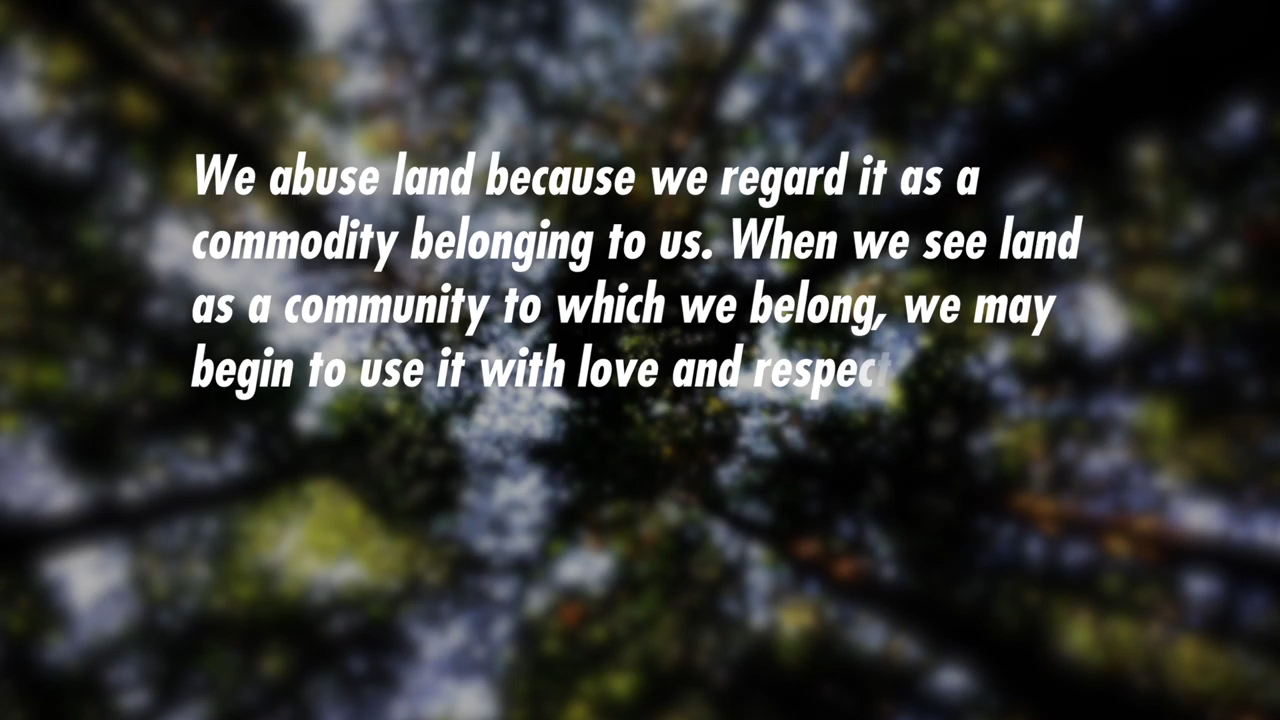 We abuse land because we regard it as a
commodity belonging to us. When we see land
as a community to which we belong, we may
begin to use it with love and respect